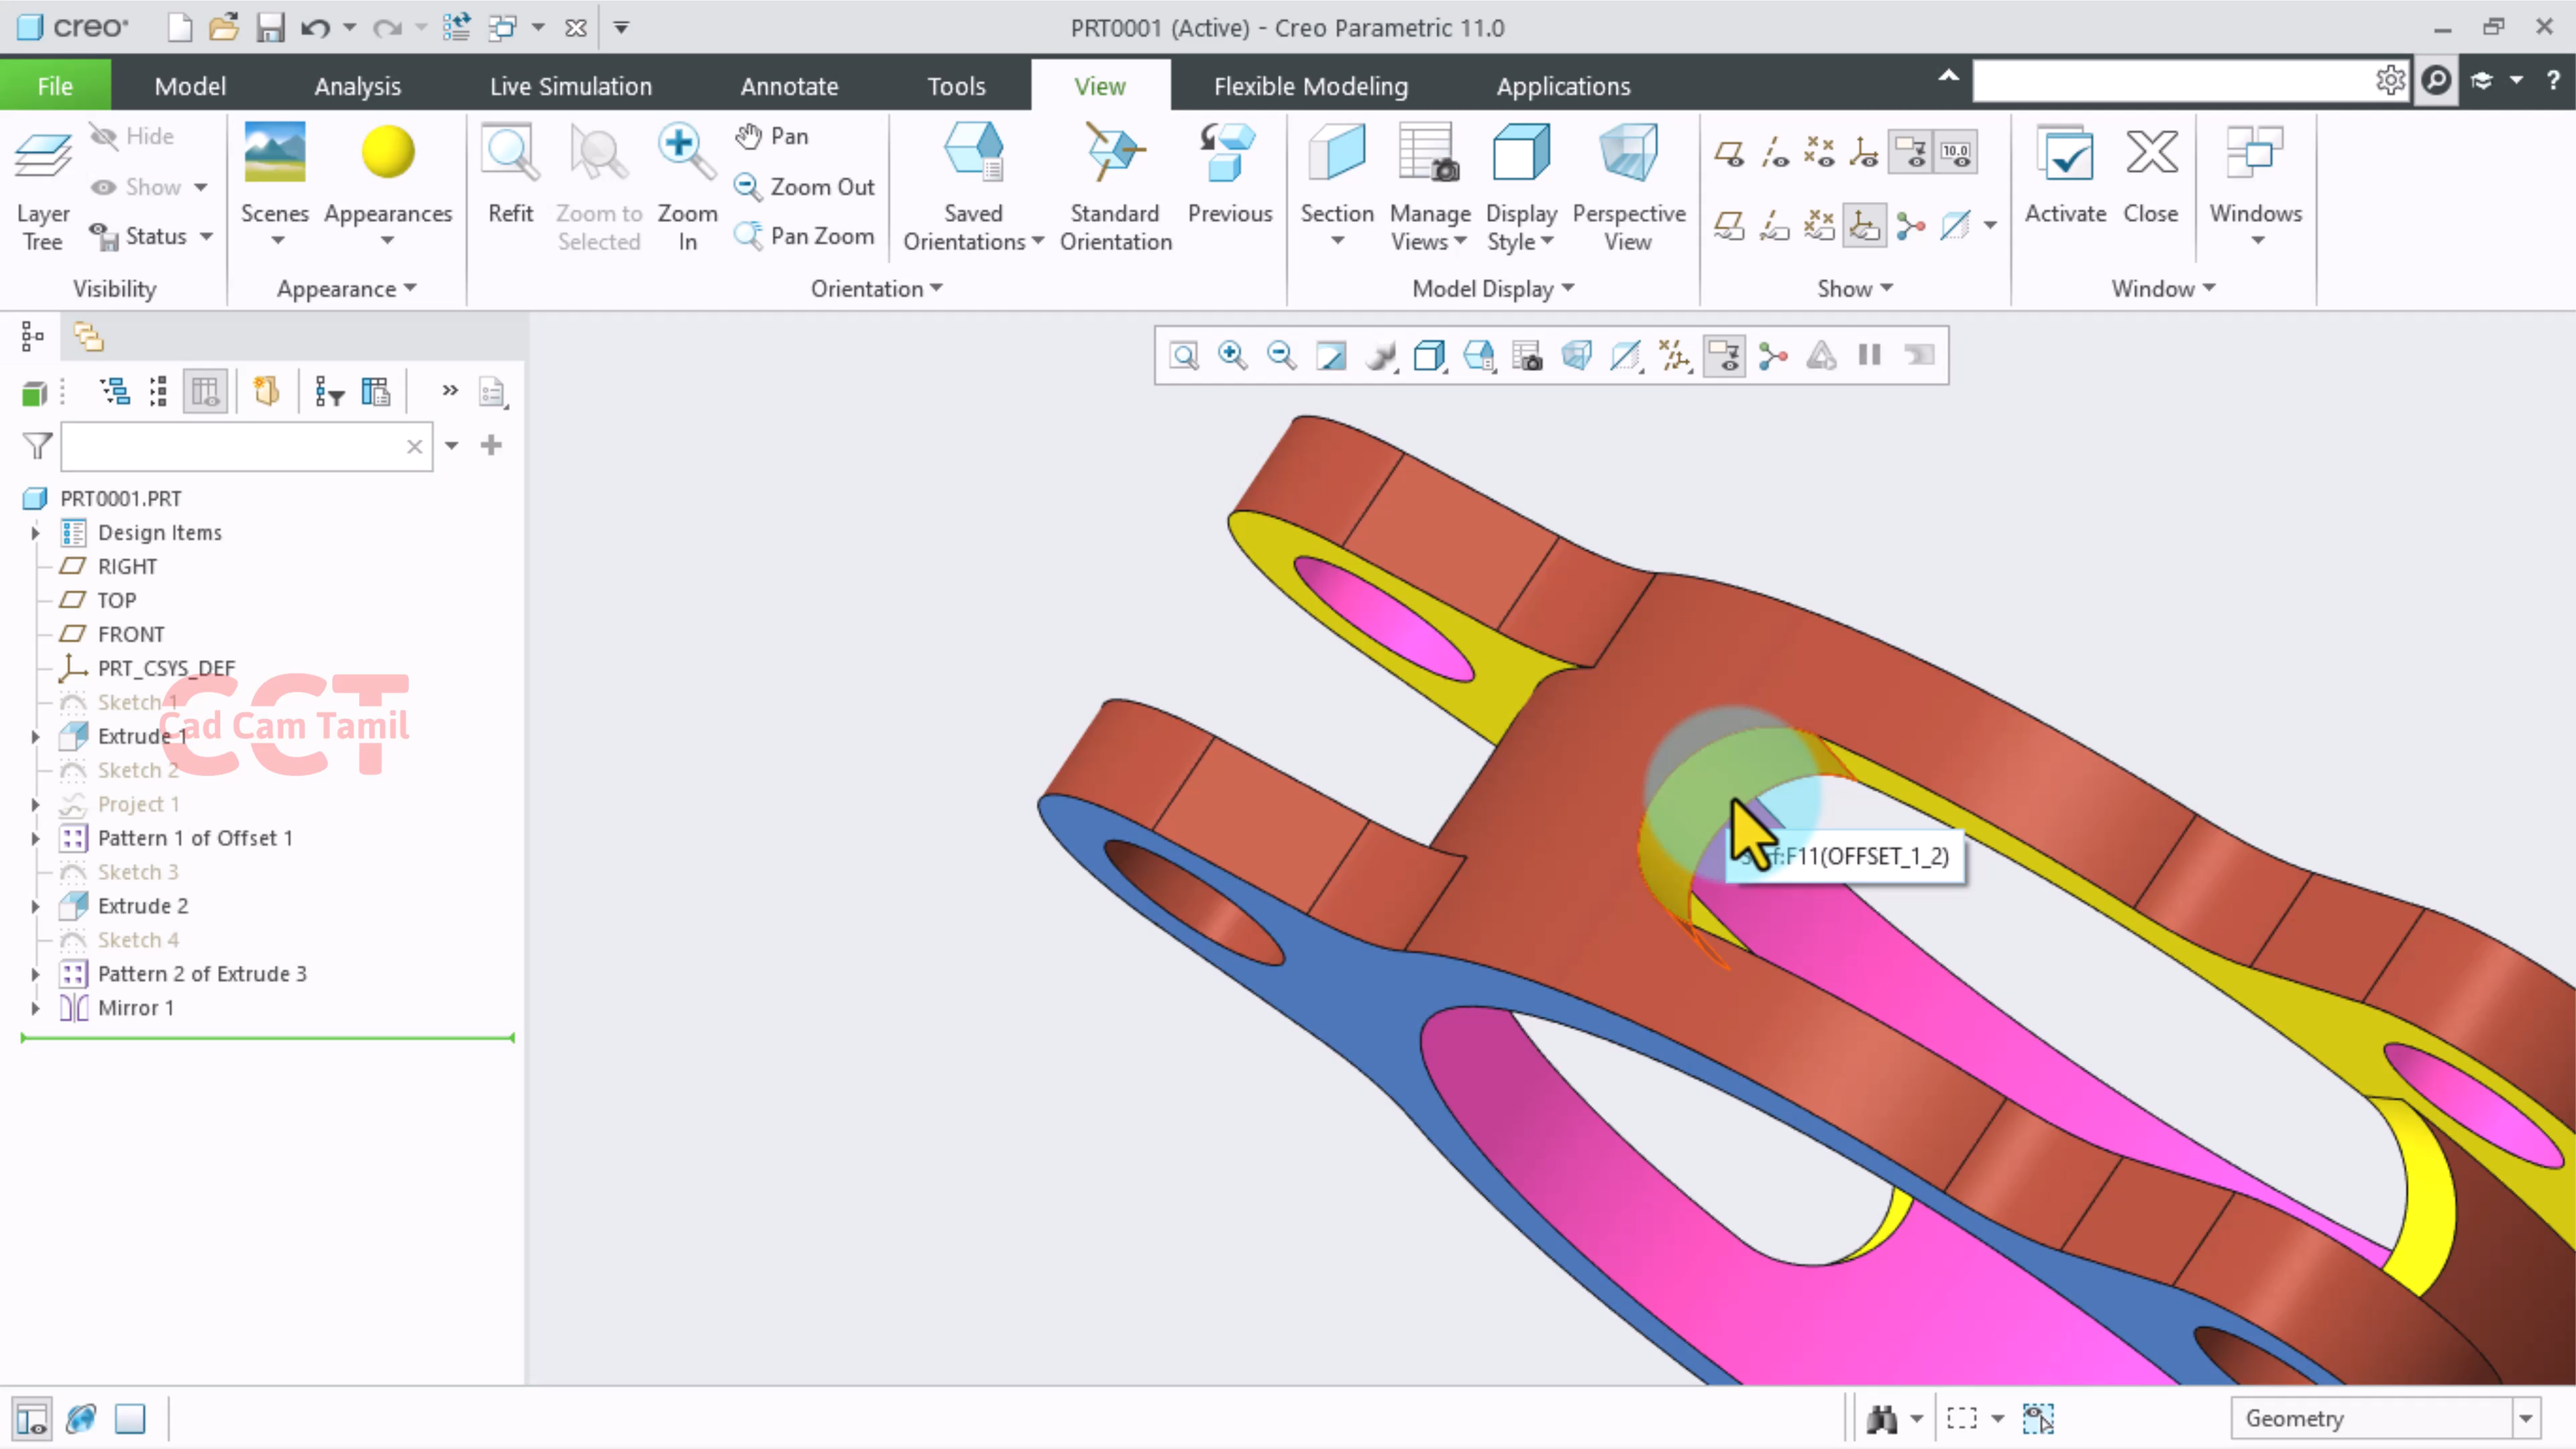 creo
PRT0001 (Active) - Creo Parametric 11.0
File
Model
Analysis
Live Simulation
Annotate
Tools
View
Flexible Modeling
Applications
?
Layer Tree
Hide
Show
Status
Visibility
Scenes
Appearances
Appearance
Refit
Zoom to Selected
Zoom In
Pan
Zoom Out
Pan Zoom
Saved Orientations
Standard Orientation
Previous
Orientation
Section
Manage Views
Display Style
Perspective View
Model Display
10.0
Show
Activate
Close
Windows
Window
PRT0001.PRT
Design Items
RIGHT
TOP
FRONT
PRT_CSYS_DEF
Sketch 1
Extrude 1
Sketch 2
Project 1
Pattern 1 of Offset 1
Sketch 3
Extrude 2
Sketch 4
Pattern 2 of Extrude 3
Mirror 1
CCT
Cad Cam Tamil
:F11(OFFSET_1_2)
Geometry